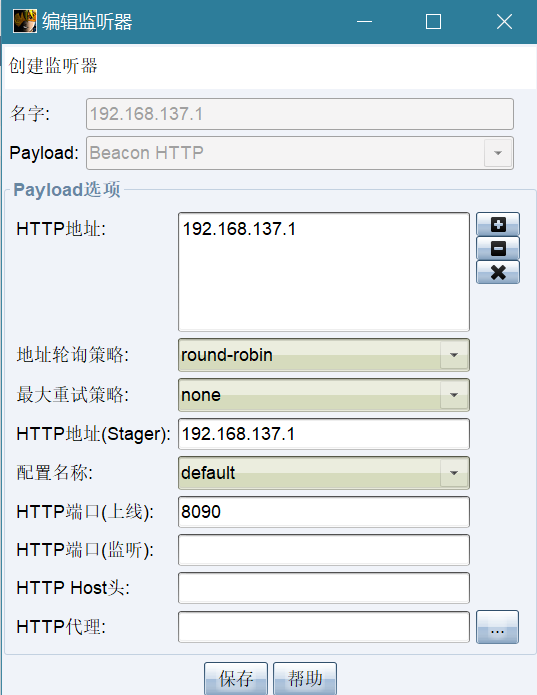 编辑监听器
创建监听器
名字: 192.168.137.1
Payload: Beacon HTTP
Payload选项
HTTP地址: 192.168.137.1
地址轮询策略: round-robin
最大重试策略: none
HTTP地址(Stager): 192.168.137.1
配置名称: default
HTTP端口(上线): 8090
HTTP端口(监听):
HTTP Host头:
HTTP代理: ...
保存 帮助